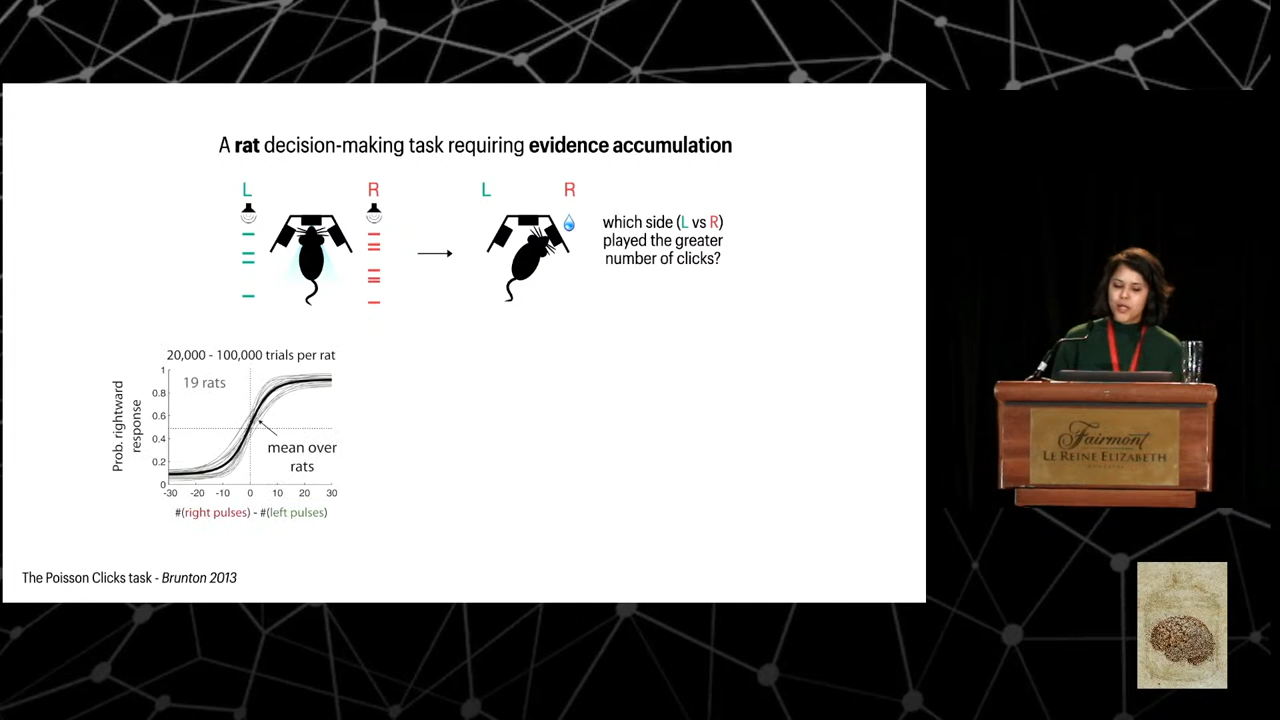 A rat decision-making task requiring evidence accumulation
L R L R
which side (L vs R)
played the greater
number of clicks?
20,000 - 100,000 trials per rat
19 rats
mean over
rats
Prob. rightward
response
1
0.8
0.6
0.4
0.2
0
-30 -20 -10 0 10 20 30
#(right pulses) - #(left pulses)
The Poisson Clicks task - Brunton 2013
Fairmont
LE REINE ELIZABETH